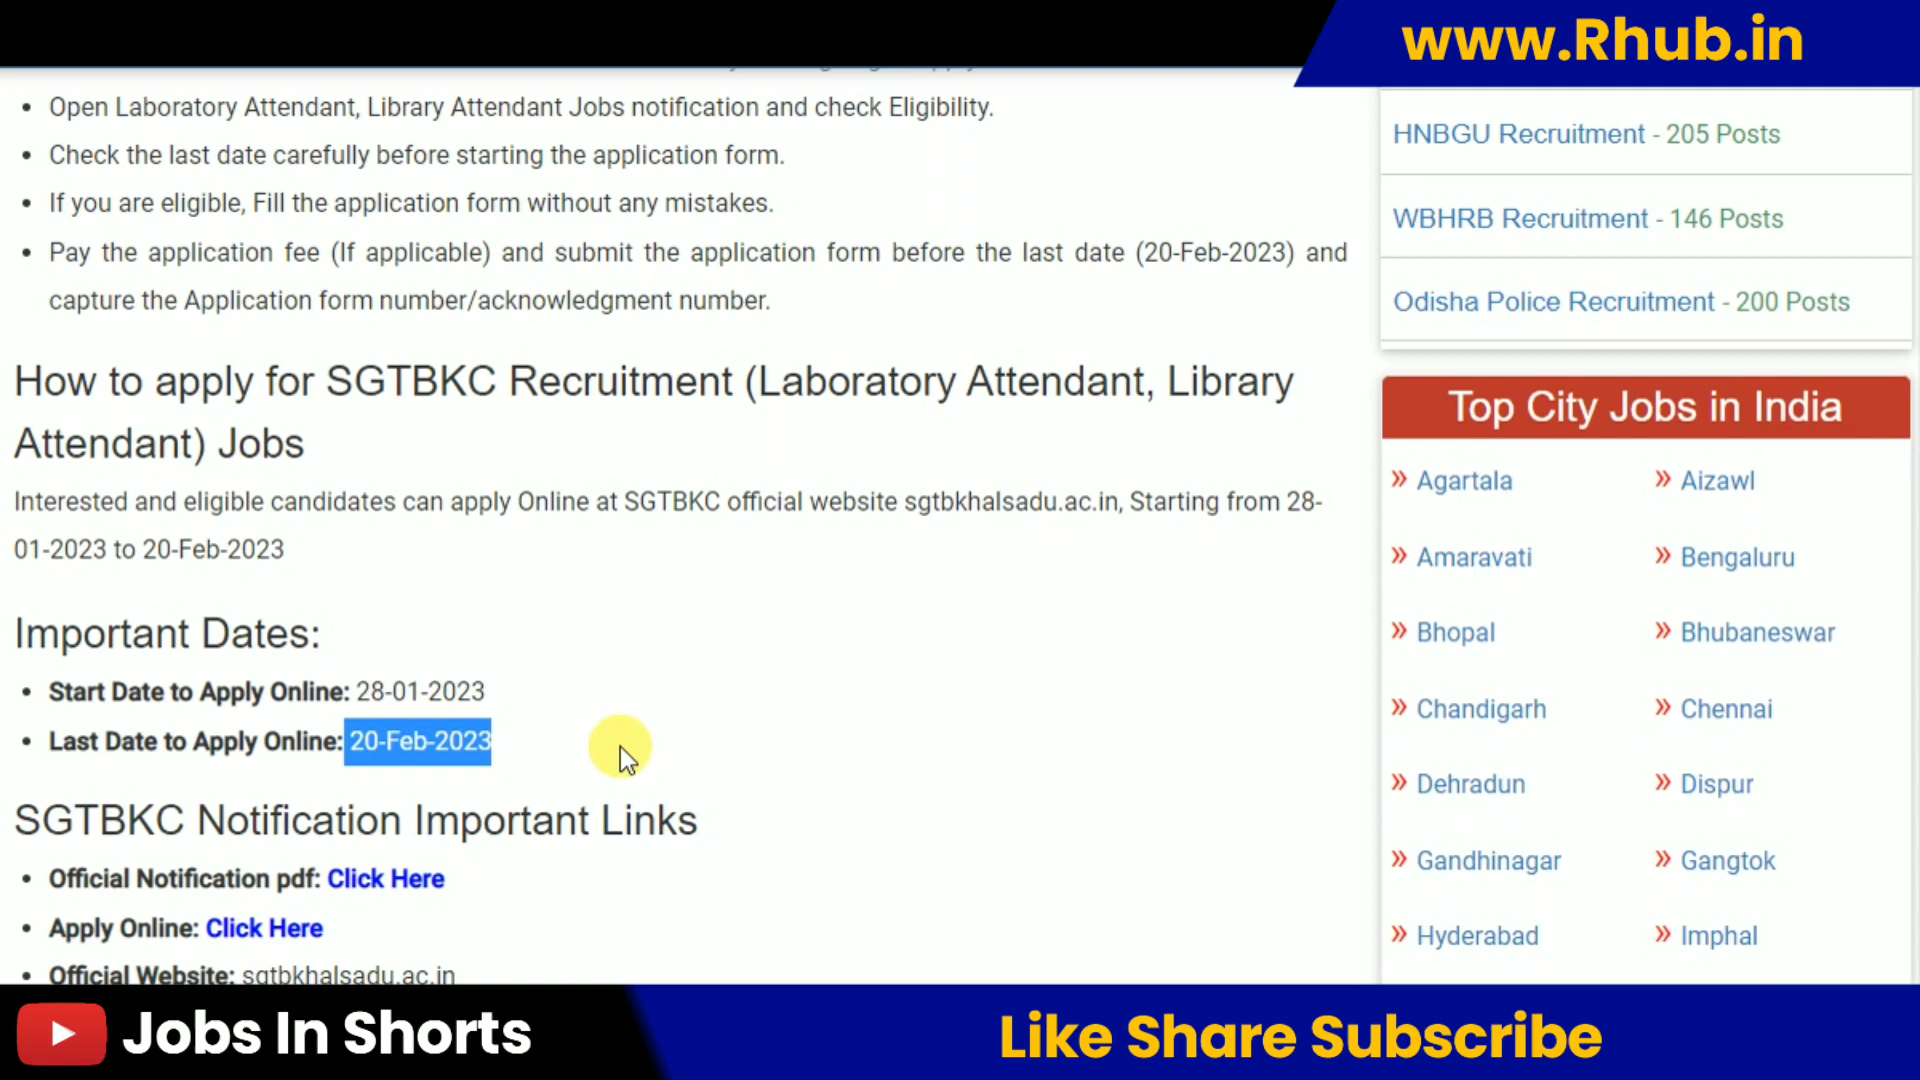 www.Rhub.in
• Open Laboratory Attendant, Library Attendant Jobs notification and check Eligibility.
• Check the last date carefully before starting the application form.
• If you are eligible, Fill the application form without any mistakes.
• Pay the application fee (If applicable) and submit the application form before the last date (20-Feb-2023) and
capture the Application form number/acknowledgment number.
How to apply for SGTBKC Recruitment (Laboratory Attendant, Library
Attendant) Jobs
Interested and eligible candidates can apply Online at SGTBKC official website sgtbkhalsadu.ac.in, Starting from 28-
01-2023 to 20-Feb-2023
Important Dates:
• Start Date to Apply Online: 28-01-2023
• Last Date to Apply Online: 20-Feb-2023
SGTBKC Notification Important Links
• Official Notification pdf: Click Here
• Apply Online: Click Here
• Official Website: sgtbkhalsadu.ac.in
HNBGU Recruitment - 205 Posts
WBHRB Recruitment - 146 Posts
Odisha Police Recruitment - 200 Posts
Top City Jobs in India
» Agartala » Aizawl
» Amaravati » Bengaluru
» Bhopal » Bhubaneswar
» Chandigarh » Chennai
» Dehradun » Dispur
» Gandhinagar » Gangtok
» Hyderabad » Imphal
Jobs In Shorts
Like Share Subscribe